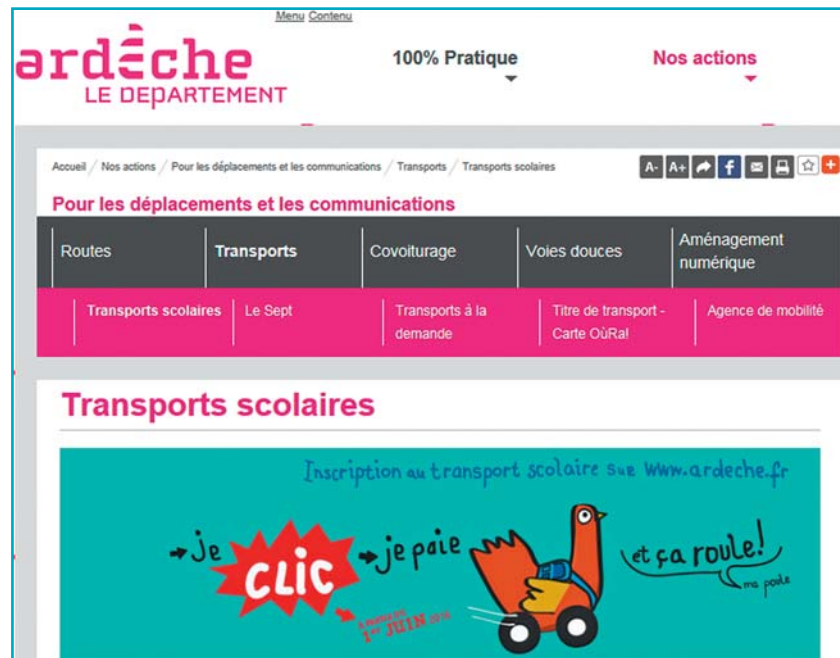 Menu Contenu
ardèche
LE DEPARTEMENT
100% Pratique
Nos actions
Accueil / Nos actions / Pour les déplacements et les communications / Transports / Transports scolaires
A- A+
Pour les déplacements et les communications
Routes
Transports
Covoiturage
Voies douces
Aménagement
numérique
Transports scolaires
Le Sept
Transports à la
demande
Titre de transport -
Carte OùRa!
Agence de mobilité
Transports scolaires
Inscription au transport scolaire sur www.ardeche.fr
je
CLIC
je paie
et ça roule!
ma poule
1er JUIN